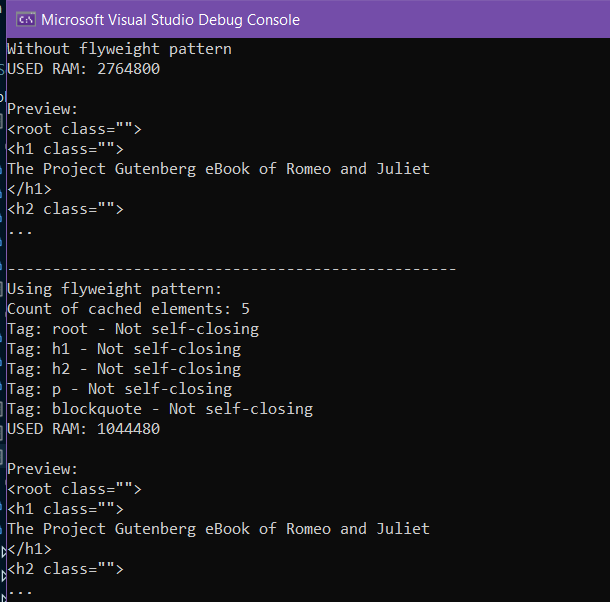 Microsoft Visual Studio Debug Console
Without flyweight pattern
USED RAM: 2764800
Preview:
<root class="">
<h1 class="">
The Project Gutenberg eBook of Romeo and Juliet
</h1>
<h2 class="">
...
--------------------------------------------------
Using flyweight pattern:
Count of cached elements: 5
Tag: root - Not self-closing
Tag: h1 - Not self-closing
Tag: h2 - Not self-closing
Tag: p - Not self-closing
Tag: blockquote - Not self-closing
USED RAM: 1044480
Preview:
<root class="">
<h1 class="">
The Project Gutenberg eBook of Romeo and Juliet
</h1>
<h2 class="">
...